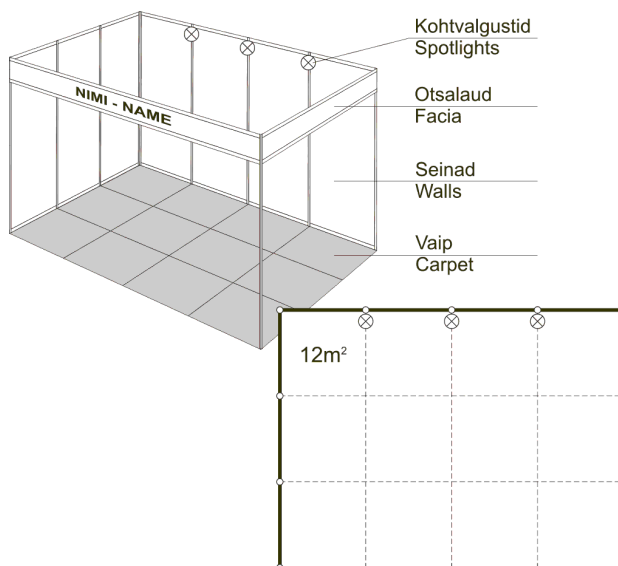 Kohtvalgustid
Spotlights
NIMI - NAME
Otsalaud
Facia
Seinad
Walls
Vaip
Carpet
12m²